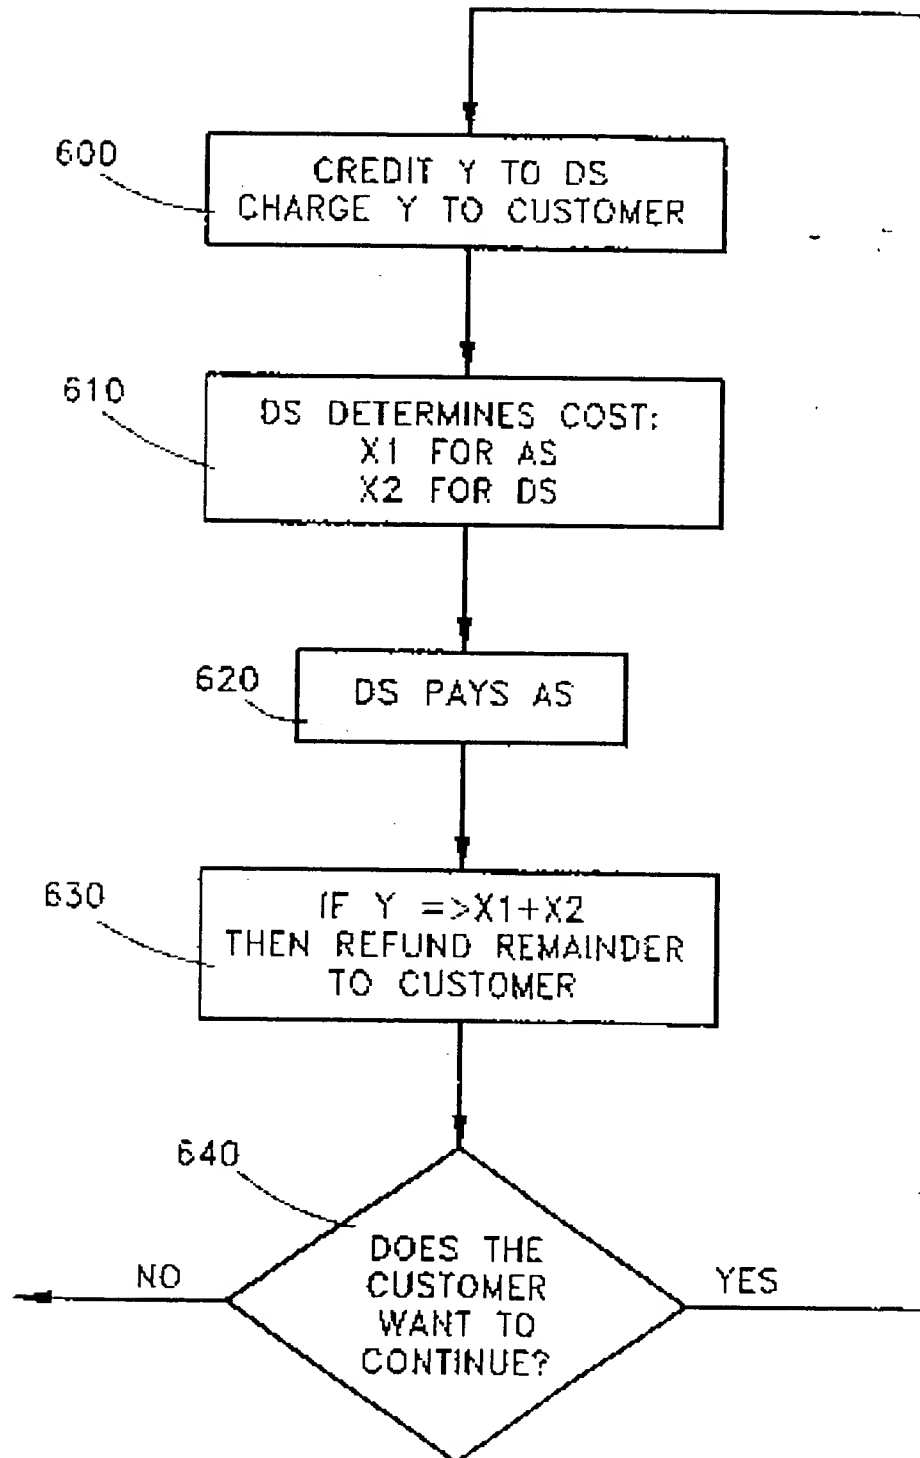 600
CREDIT Y TO DS
CHARGE Y TO CUSTOMER
610
DS DETERMINES COST:
X1 FOR AS
X2 FOR DS
620
DS PAYS AS
630
IF Y =>X1+X2
THEN REFUND REMAINDER
TO CUSTOMER
640
DOES THE
CUSTOMER
WANT TO
CONTINUE?
NO
YES